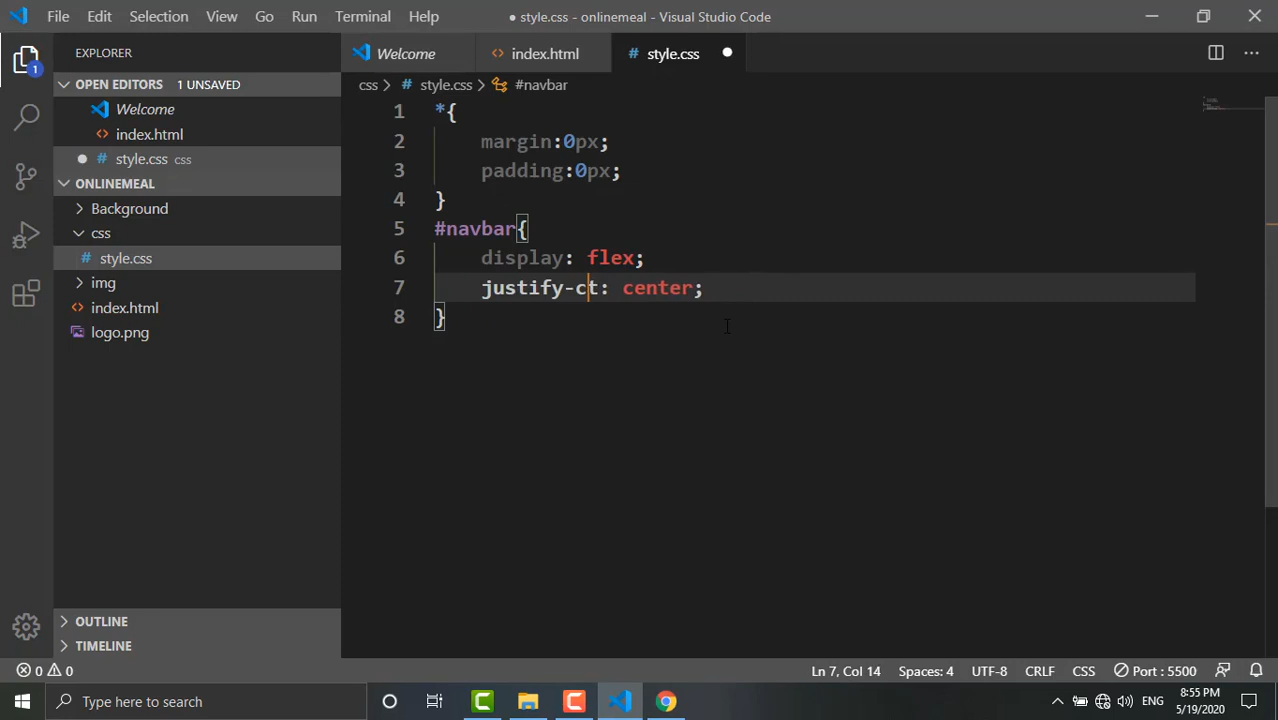 File Edit Selection View Go Run Terminal Help ● style.css - onlinemeal - Visual Studio Code
EXPLORER
OPEN EDITORS 1 UNSAVED
Welcome
index.html
# style.css css
ONLINEMEAL
Background
css
# style.css
img
index.html
logo.png
OUTLINE
TIMELINE
1
Welcome
index.html
# style.css
css > # style.css > #navbar
1 *{
2 margin:0px;
3 padding:0px;
4 }
5 #navbar{
6 display: flex;
7 justify-ct: center;
8 }
0 0
Ln 7, Col 14 Spaces: 4 UTF-8 CRLF CSS Port : 5500
Type here to search
ENG
8:55 PM
5/19/2020